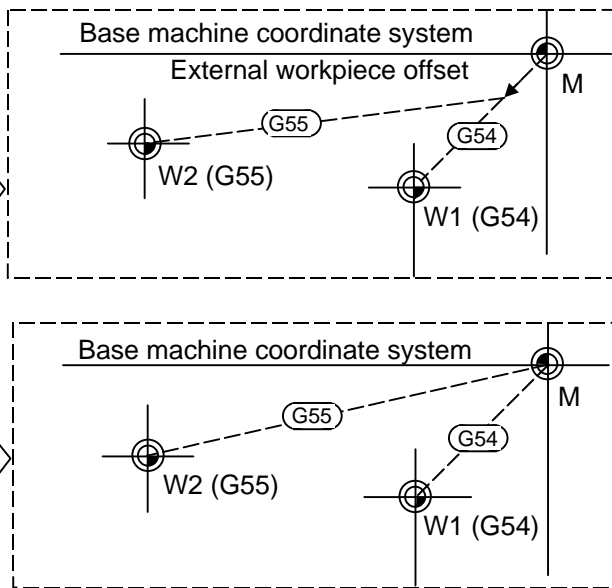 Base machine coordinate system
External workpiece offset
M
G55
G54
W2 (G55)
W1 (G54)
Base machine coordinate system
M
G55
G54
W2 (G55)
W1 (G54)